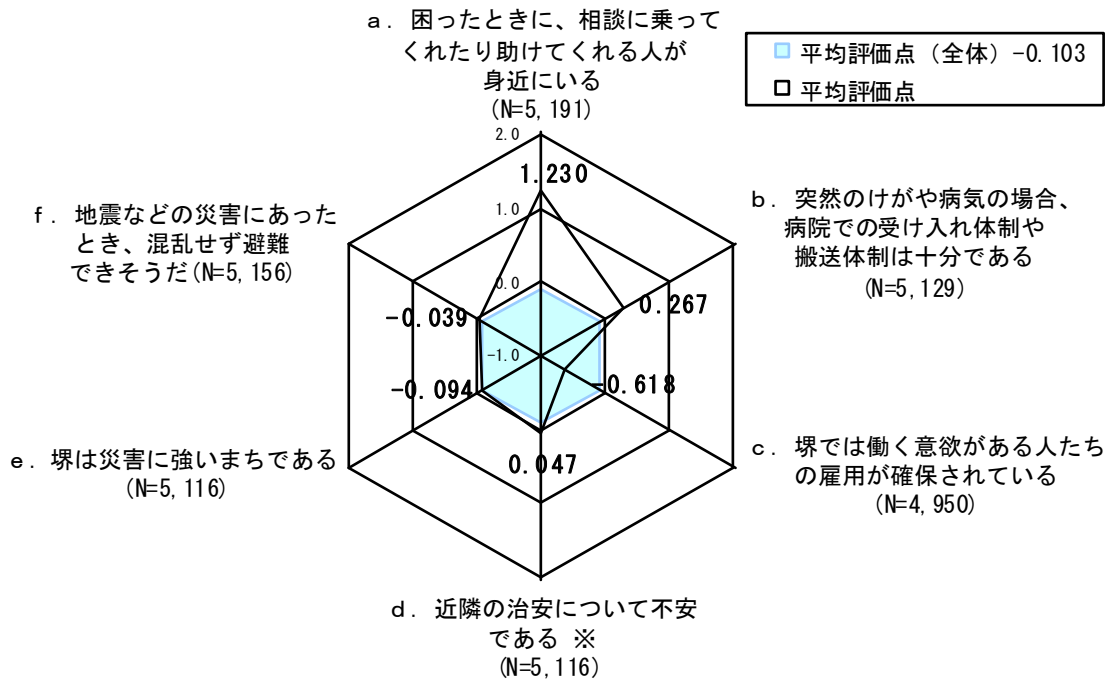 a．困ったときに、相談に乗って
くれたり助けてくれる人が
身近にいる
(N=5,191)
平均評価点（全体）-0.103
平均評価点
2.0
1.230
1.0
0.0
-1.0
b．突然のけがや病気の場合、
病院での受け入れ体制や
搬送体制は十分である
(N=5,129)
0.267
-0.618
c．堺では働く意欲がある人たち
の雇用が確保されている
(N=4,950)
0.047
d．近隣の治安について不安
である ※
(N=5,116)
-0.094
e．堺は災害に強いまちである
(N=5,116)
-0.039
f．地震などの災害にあった
とき、混乱せず避難
できそうだ(N=5,156)